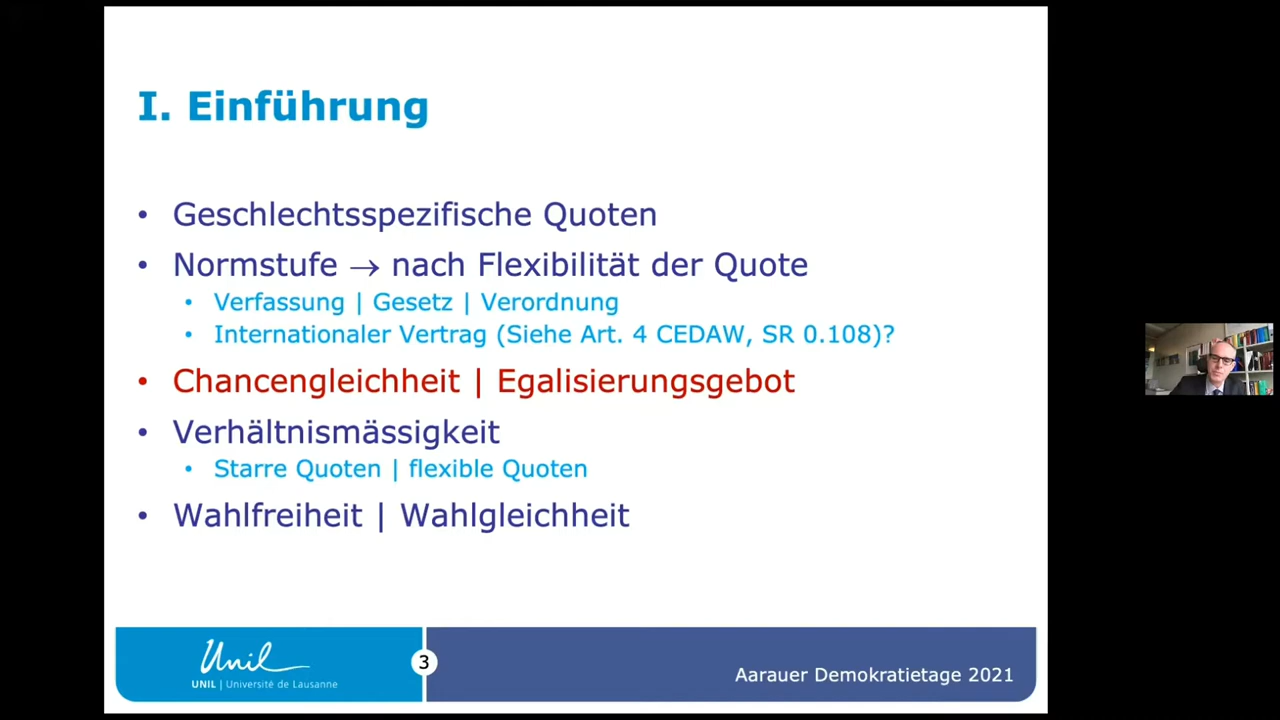 I. Einführung
• Geschlechtsspezifische Quoten
• Normstufe → nach Flexibilität der Quote
• Verfassung | Gesetz | Verordnung
• Internationaler Vertrag (Siehe Art. 4 CEDAW, SR 0.108)?
• Chancengleichheit | Egalisierungsgebot
• Verhältnismässigkeit
• Starre Quoten | flexible Quoten
• Wahlfreiheit | Wahlgleichheit
Unil
UNIL | Université de Lausanne
3
Aarauer Demokratietage 2021